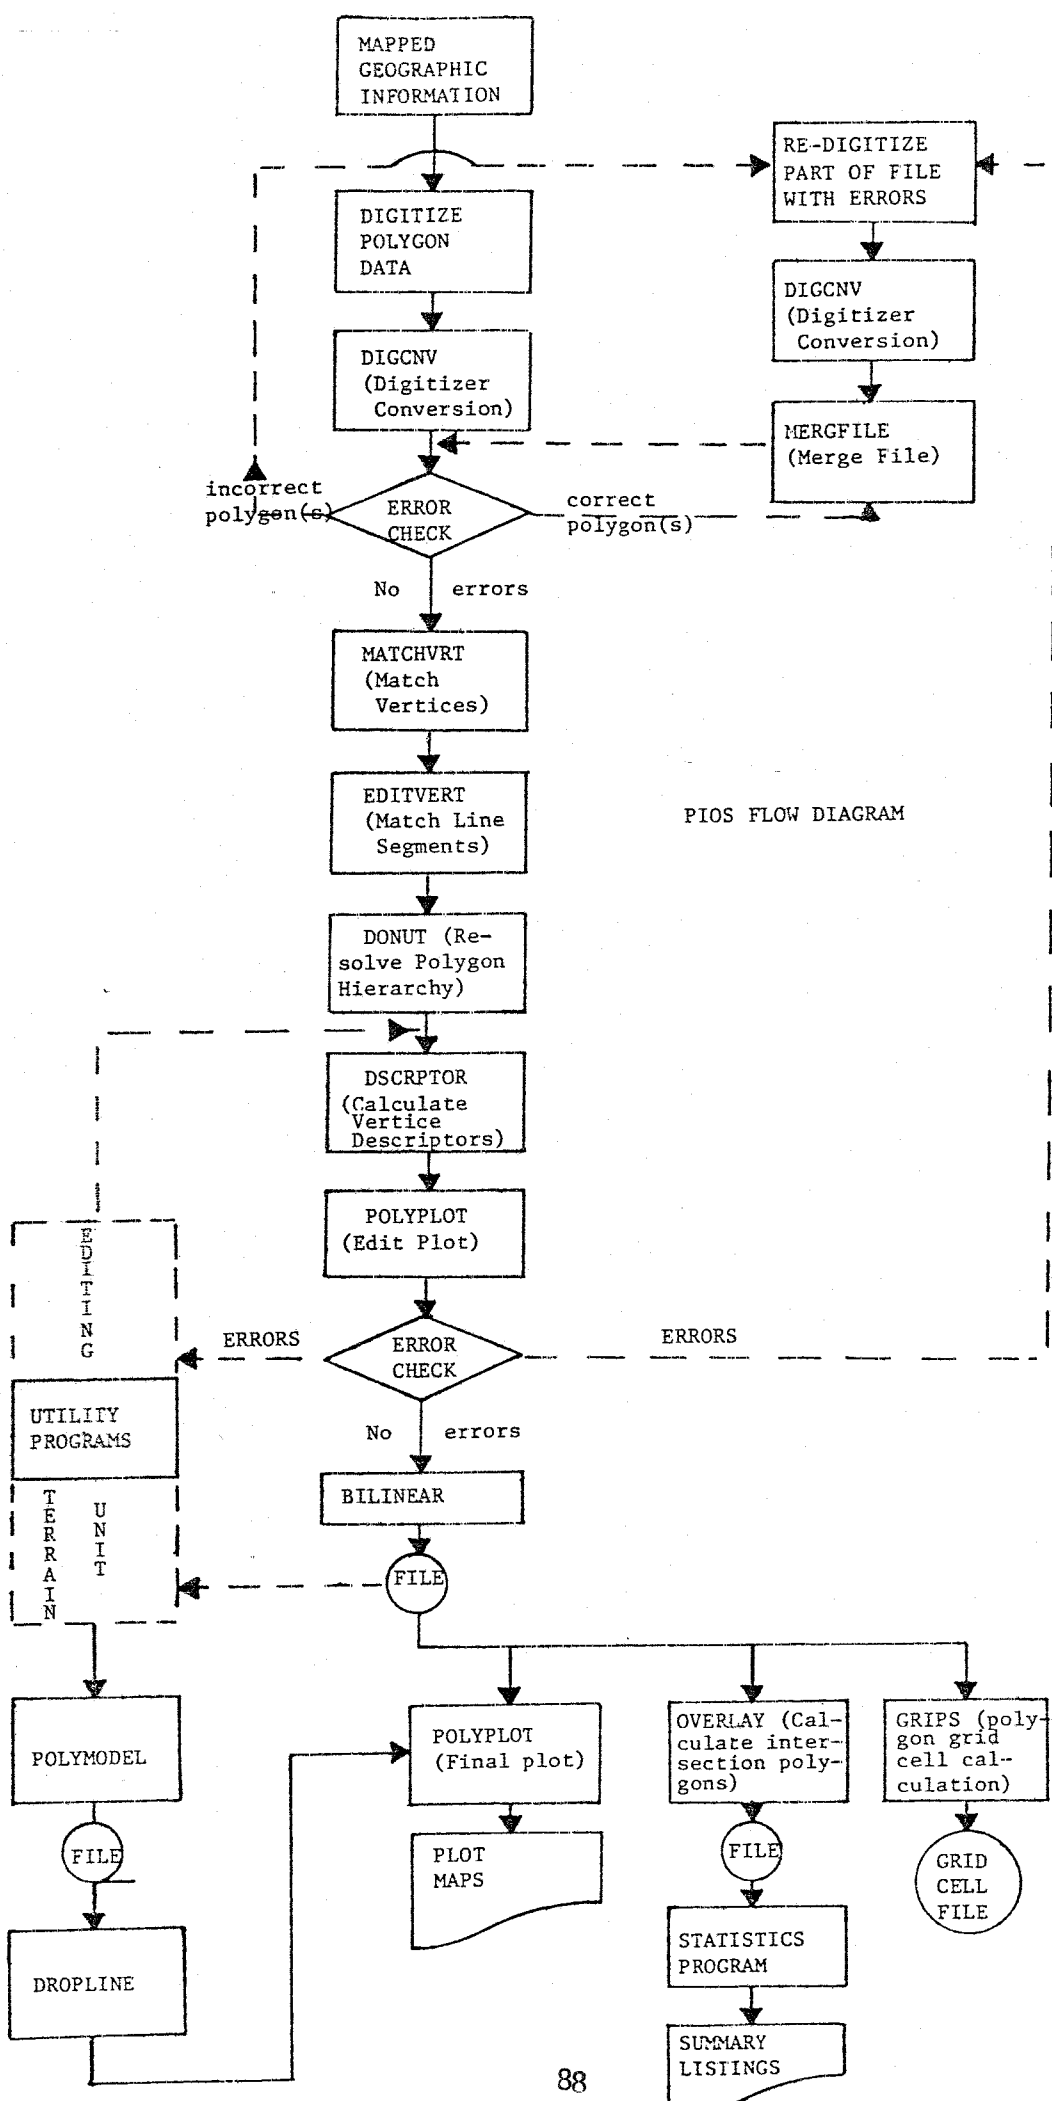 MAPPED
GEOGRAPHIC
INFORMATION
RE-DIGITIZE
PART OF FILE
WITH ERRORS
DIGITIZE
POLYGON
DATA
DIGCNV
(Digitizer
Conversion)
DIGCNV
(Digitizer
Conversion)
MERGFILE
(Merge File)
incorrect
polygon(s)
ERROR
CHECK
correct
polygon(s)
No errors
MATCHVRT
(Match
Vertices)
EDITVERT
(Match Line
Segments)
PIOS FLOW DIAGRAM
DONUT (Re-
solve Polygon
Hierarchy)
DSCRPTOR
(Calculate
Vertice
Descriptors)
POLYPLOT
(Edit Plot)
EDITING
ERRORS
ERROR
CHECK
ERRORS
UTILITY
PROGRAMS
No errors
BILINEAR
TERRAIN
UNIT
FILE
POLYMODEL
POLYPLOT
(Final plot)
OVERLAY (Cal-
culate inter-
section poly-
gons)
GRIPS (poly-
gon grid
cell cal-
culation)
FILE
PLOT
MAPS
FILE
GRID
CELL
FILE
DROPLINE
STATISTICS
PROGRAM
SUMMARY
LISTINGS
88